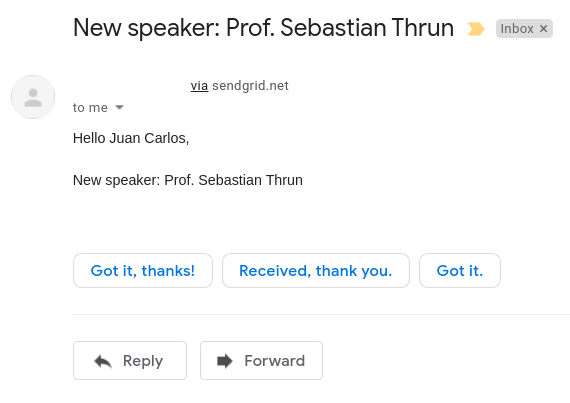 New speaker: Prof. Sebastian Thrun Inbox ×
via sendgrid.net
to me
Hello Juan Carlos,
New speaker: Prof. Sebastian Thrun
Got it, thanks! Received, thank you. Got it.
Reply Forward